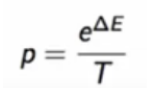 p = e^{ΔE} / T